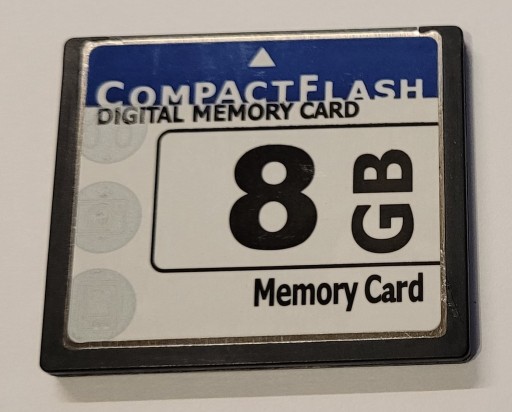 COMPACTFLASH
DIGITAL MEMORY CARD
8 GB
Memory Card